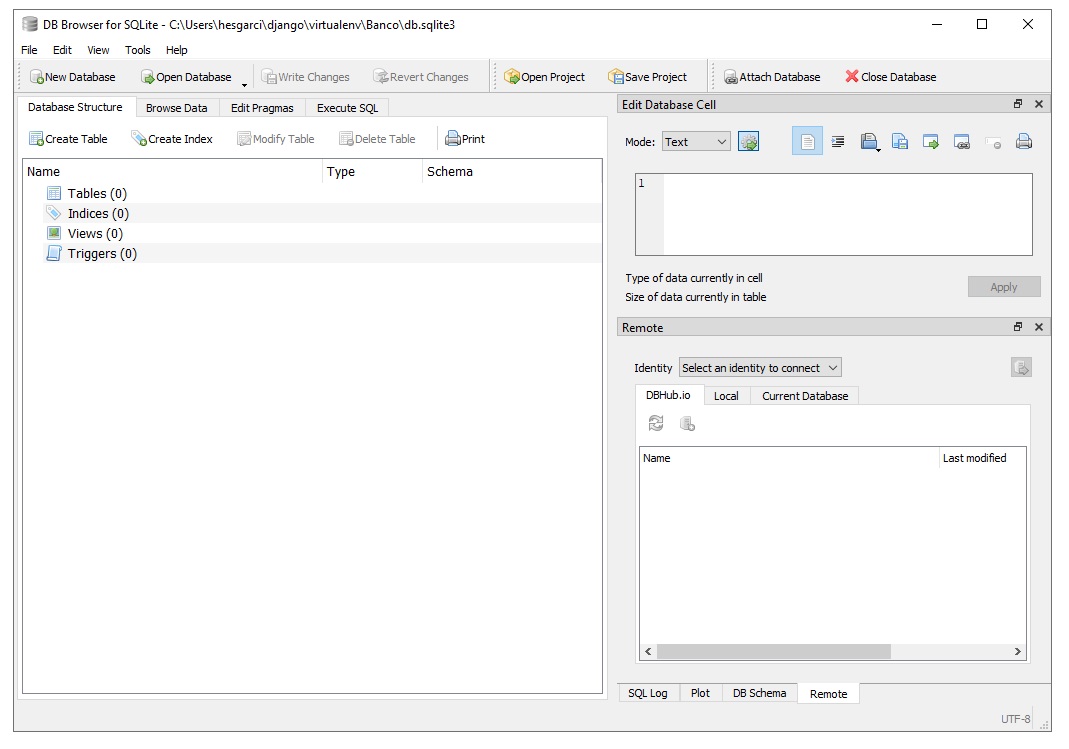 DB Browser for SQLite - C:\Users\hesgarci\django\virtualenv\Banco\db.sqlite3
File Edit View Tools Help
New Database Open Database Write Changes Revert Changes Open Project Save Project Attach Database Close Database
Database Structure Browse Data Edit Pragmas Execute SQL
Create Table Create Index Modify Table Delete Table Print
Name Type Schema
Tables (0)
Indices (0)
Views (0)
Triggers (0)
Edit Database Cell
Mode: Text
1
Type of data currently in cell
Size of data currently in table
Apply
Remote
Identity Select an identity to connect
DBHub.io Local Current Database
Name Last modified
SQL Log Plot DB Schema Remote
UTF-8